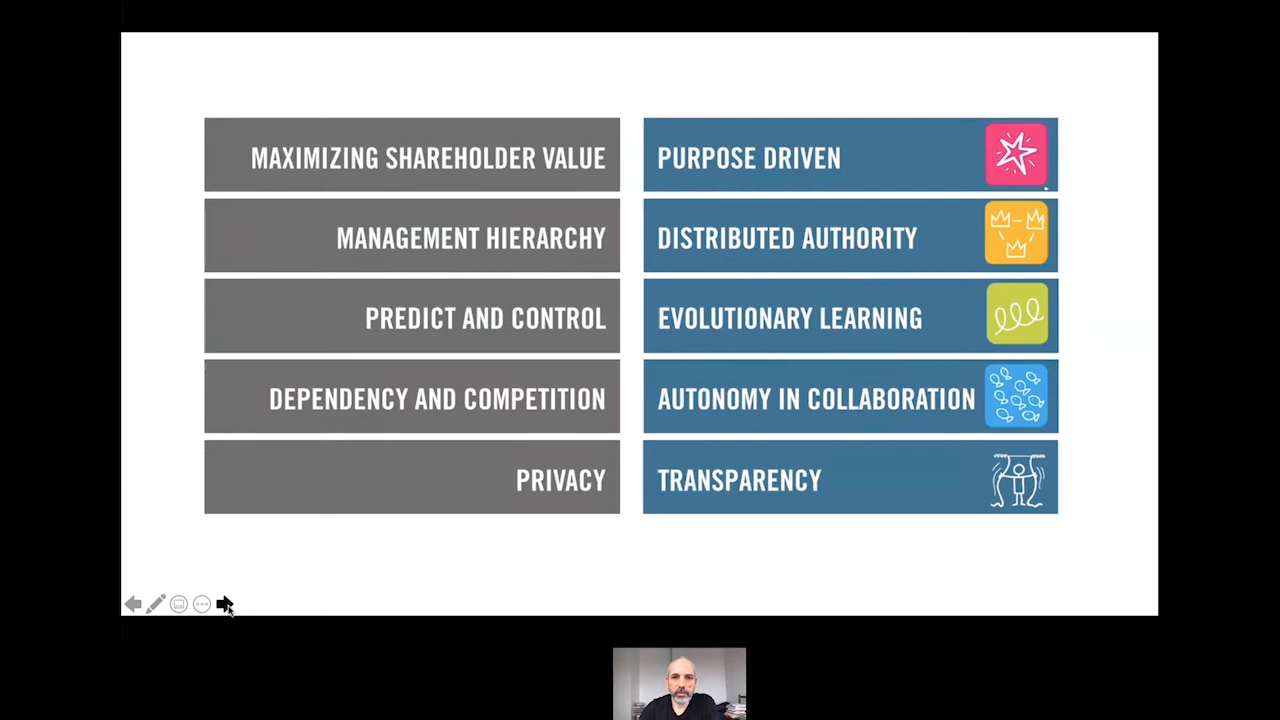 MAXIMIZING SHAREHOLDER VALUE
PURPOSE DRIVEN
MANAGEMENT HIERARCHY
DISTRIBUTED AUTHORITY
PREDICT AND CONTROL
EVOLUTIONARY LEARNING
DEPENDENCY AND COMPETITION
AUTONOMY IN COLLABORATION
PRIVACY
TRANSPARENCY